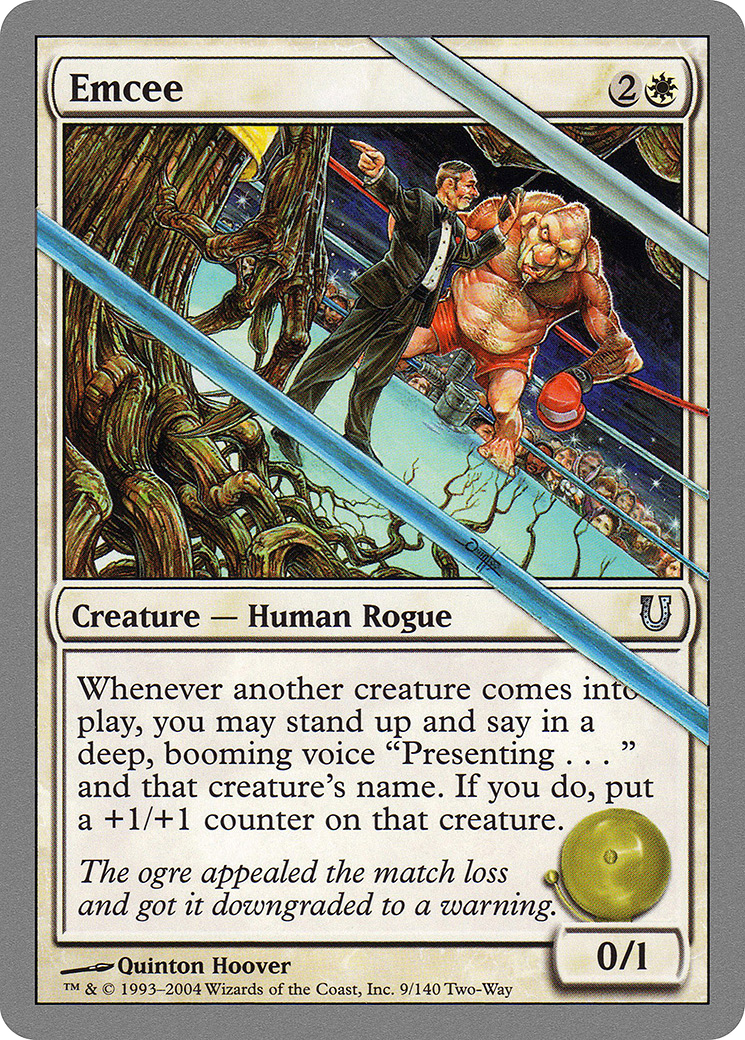 Emcee
2
Creature — Human Rogue
Whenever another creature comes into
play, you may stand up and say in a
deep, booming voice “Presenting . . . ”
and that creature’s name. If you do, put
a +1/+1 counter on that creature.
The ogre appealed the match loss
and got it downgraded to a warning.
0/1
Quinton Hoover
™ & © 1993–2004 Wizards of the Coast, Inc. 9/140 Two-Way